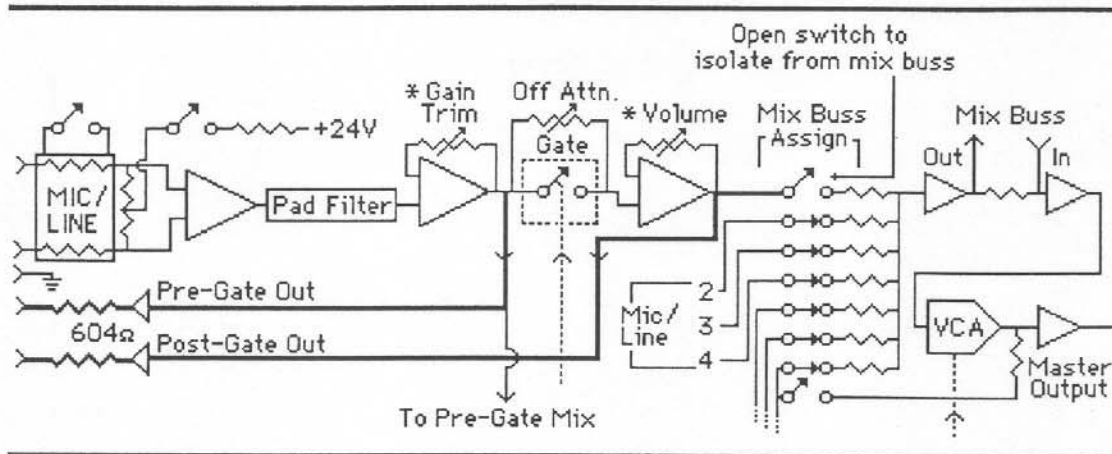 Open switch to
isolate from mix buss
* Gain
Trim
Off Attn.
* Volume
Mix Buss
Assign
Mix Buss
+24V
Gate
Out
In
MIC/
LINE
Pad Filter
Pre-Gate Out
2
Mic/
Line
3
604Ω
VCA
Post-Gate Out
4
Master
Output
To Pre-Gate Mix